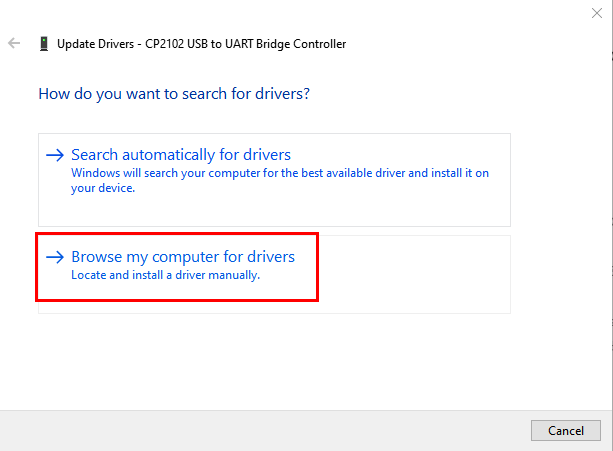 Update Drivers - CP2102 USB to UART Bridge Controller
How do you want to search for drivers?
Search automatically for drivers
Windows will search your computer for the best available driver and install it on
your device.
Browse my computer for drivers
Locate and install a driver manually.
Cancel